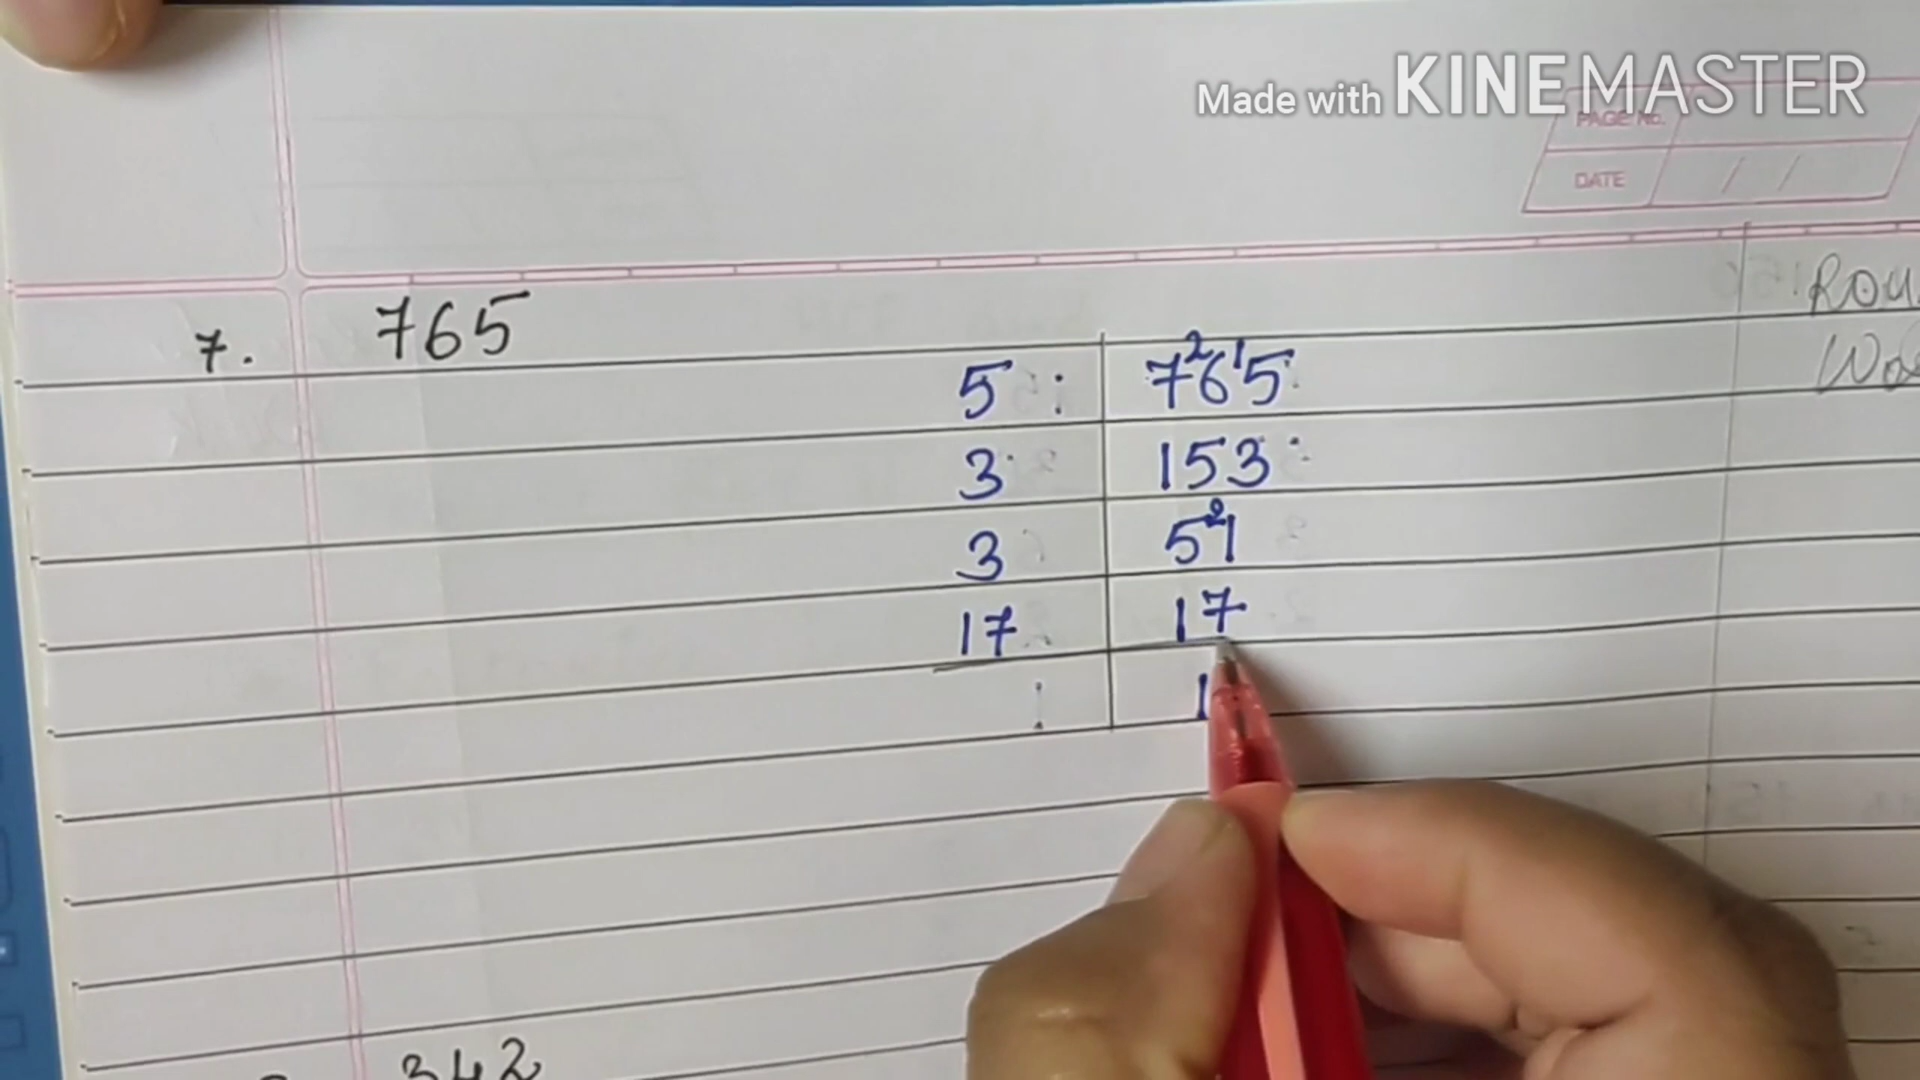 Made with KINEMASTER
PAGE No.
DATE / /
7. 765
5 765
3 153
3 51
17 17
1
342